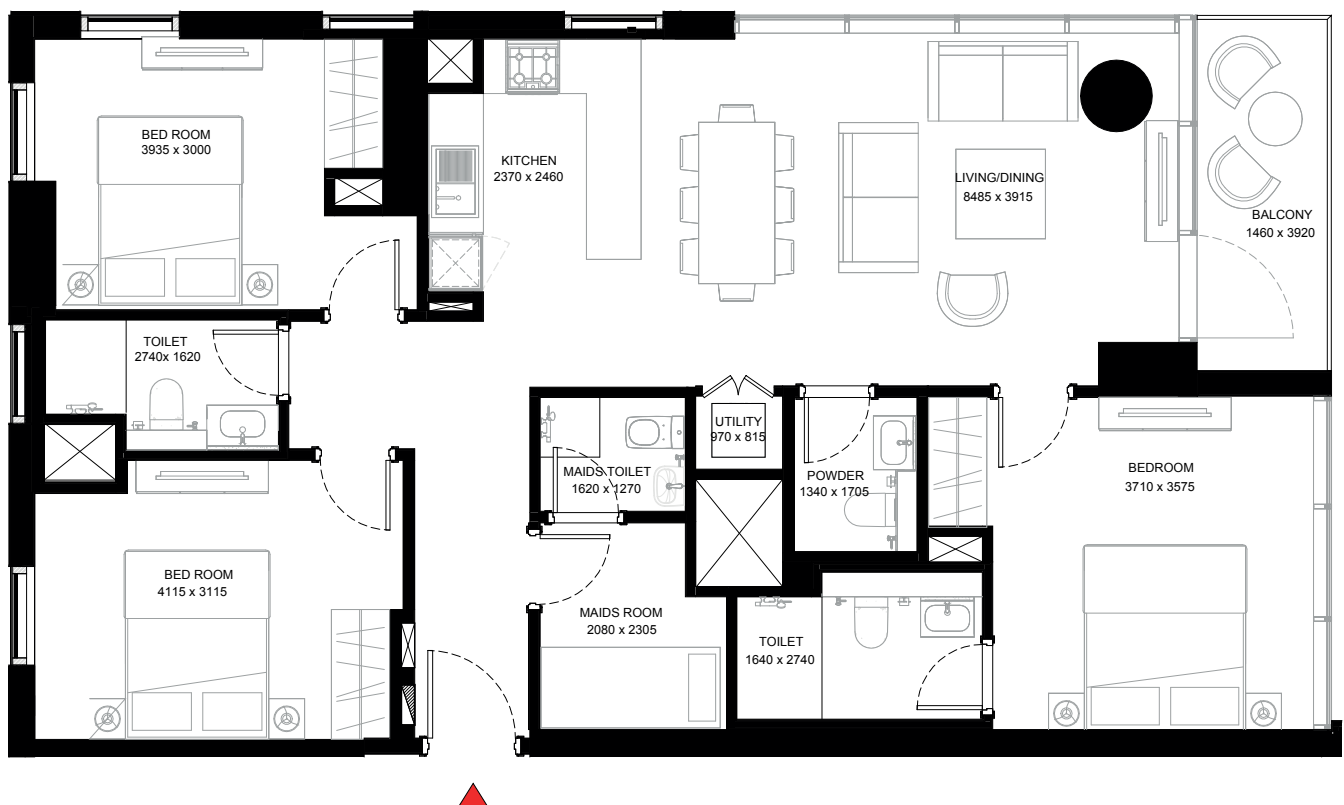 BED ROOM
3935 x 3000
KITCHEN
2370 x 2460
LIVING/DINING
8485 x 3915
BALCONY
1460 x 3920
TOILET
2740x 1620
UTILITY
970 x 815
MAIDS TOILET
1620 x 1270
POWDER
1340 x 1705
BEDROOM
3710 x 3575
BED ROOM
4115 x 3115
MAIDS ROOM
2080 x 2305
TOILET
1640 x 2740